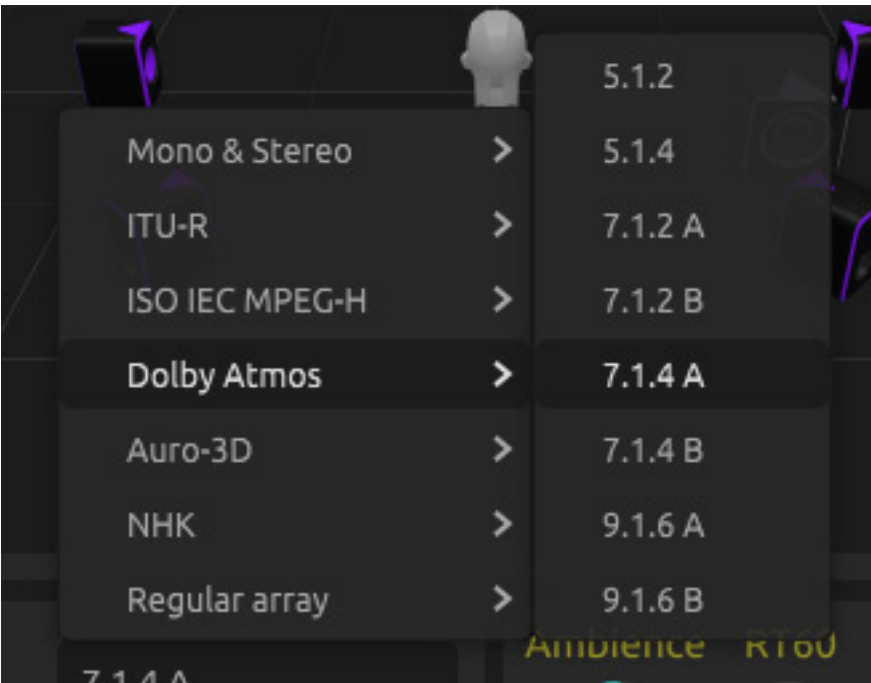 Mono & Stereo
ITU-R
ISO IEC MPEG-H
Dolby Atmos
Auro-3D
NHK
Regular array
5.1.2
5.1.4
7.1.2 A
7.1.2 B
7.1.4 A
7.1.4 B
9.1.6 A
9.1.6 B
Ambience RT60
7.1.4 A